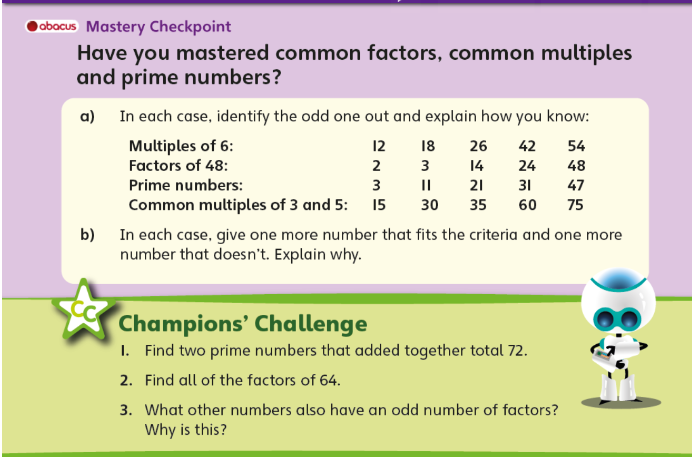 abacus Mastery Checkpoint
Have you mastered common factors, common multiples
and prime numbers?
a) In each case, identify the odd one out and explain how you know:
Multiples of 6: 12 18 26 42 54
Factors of 48: 2 3 14 24 48
Prime numbers: 3 11 21 31 47
Common multiples of 3 and 5: 15 30 35 60 75
b) In each case, give one more number that fits the criteria and one more
number that doesn't. Explain why.
CC
Champions' Challenge
1. Find two prime numbers that added together total 72.
2. Find all of the factors of 64.
3. What other numbers also have an odd number of factors?
Why is this?